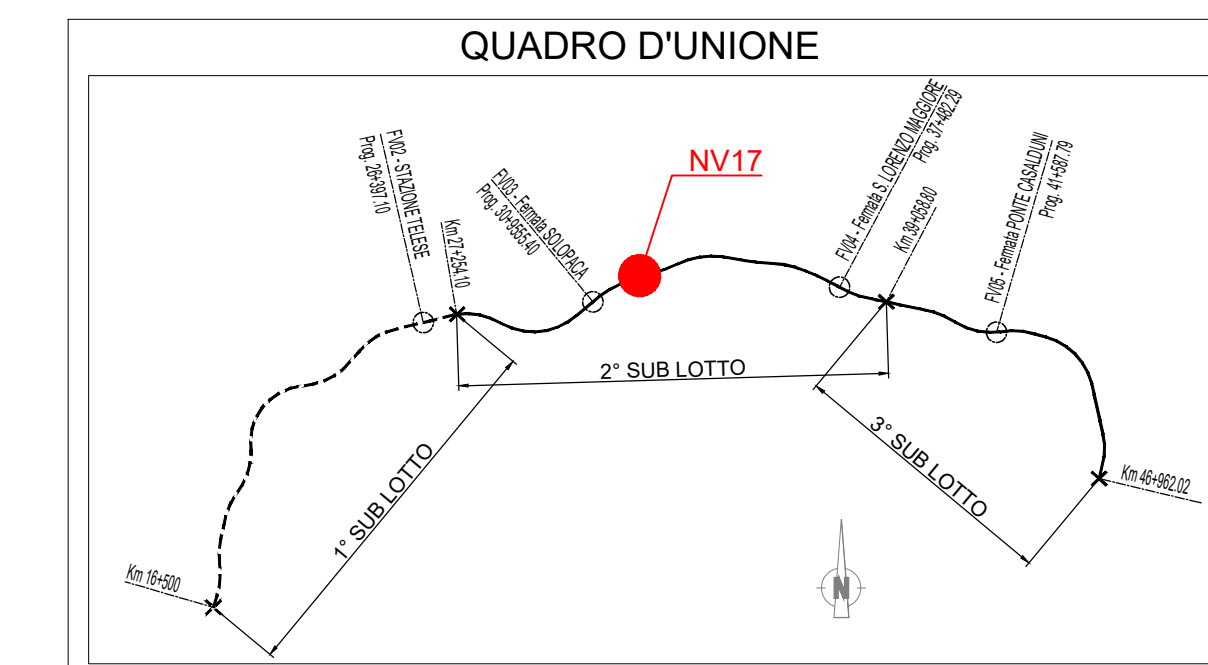 QUADRO D'UNIONE
FV02 - STAZIONE TELESE
Prog. 26+397.10
Km 27+254.10
FV03 - Fermata SOLOPACA
Prog. 30+9555.40
NV17
FV04 - Fermata S. LORENZO MAGGIORE
Prog. 37+482.29
Km 39+058.80
FV05 - Fermata PONTE CASALDUNI
Prog. 41+587.79
2° SUB LOTTO
1° SUB LOTTO
3° SUB LOTTO
Km 46+962.02
Km 16+500
N